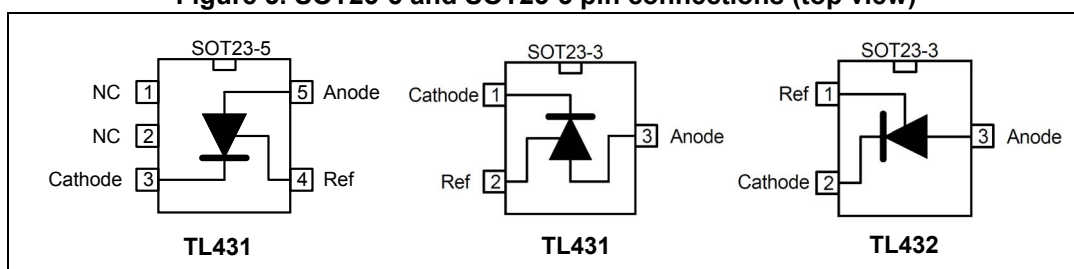 Figure SOT23-5 and SOT23-3 pin connections (top view)
SOT23-5
NC 1
NC 2
Cathode 3
5 Anode
4 Ref
TL431
SOT23-3
Cathode 1
Ref 2
3 Anode
TL431
SOT23-3
Ref 1
Cathode 2
3 Anode
TL432